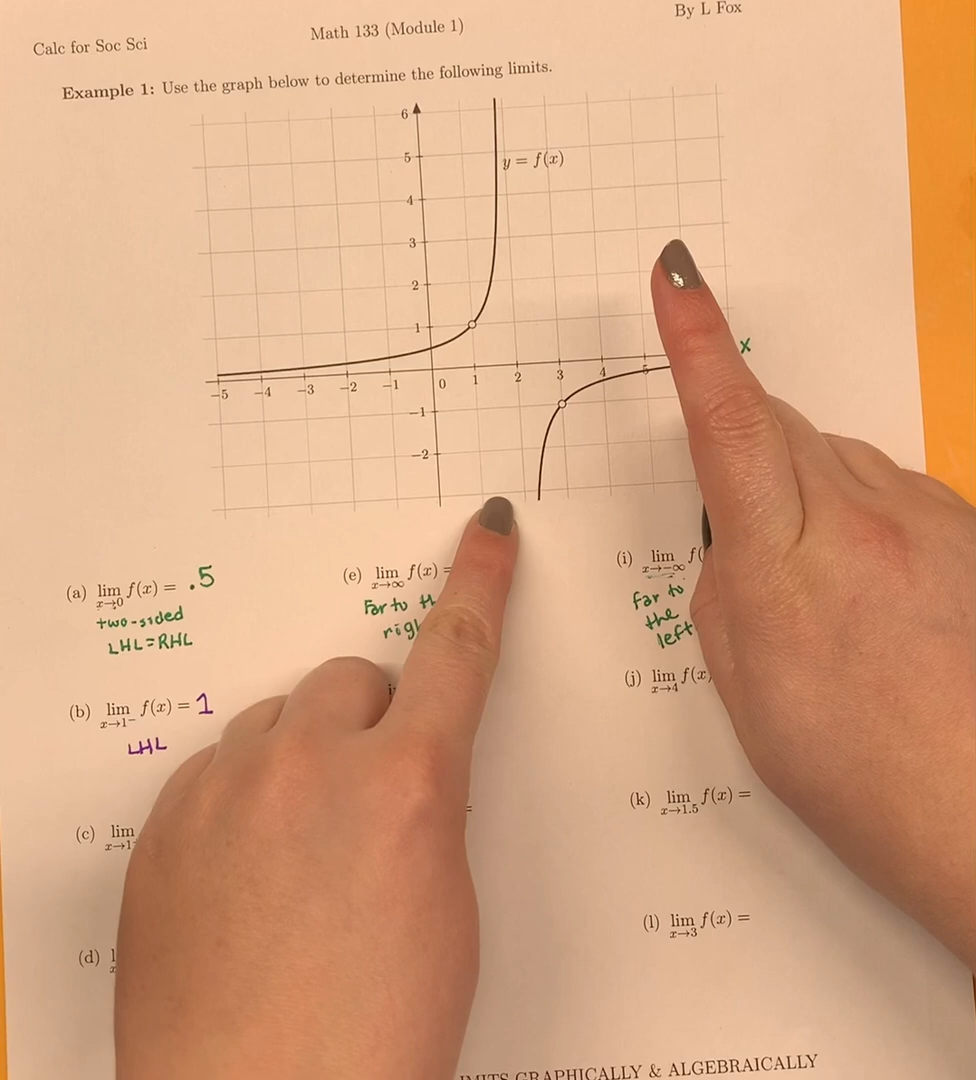 Calc for Soc Sci
Math 133 (Module 1)
By L Fox
Example 1: Use the graph below to determine the following limits.
6
5
4
3
2
1
−1
−2
y = f(x)
−5 −4 −3 −2 −1 0 1 2 3 4 5
x
(a) lim x→0 f(x) = .5
two-sided
LHL=RHL
(b) lim x→1⁻ f(x) = 1
LHL
(c) lim x→1
(d)
(e) lim x→∞ f(x) =
Far to
(i) lim x→−∞ f(
far to
the
left
(j) lim x→4 f(x)
(k) lim x→1.5 f(x) =
(l) lim x→3 f(x) =
GRAPHICALLY & ALGEBRAICALLY